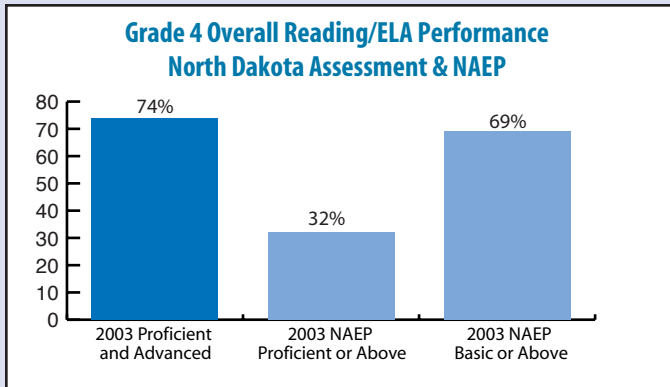 Grade 4 Overall Reading/ELA Performance
North Dakota Assessment & NAEP
80
70
60
50
40
30
20
10
0
74%
32%
69%
2003 Proficient
and Advanced
2003 NAEP
Proficient or Above
2003 NAEP
Basic or Above